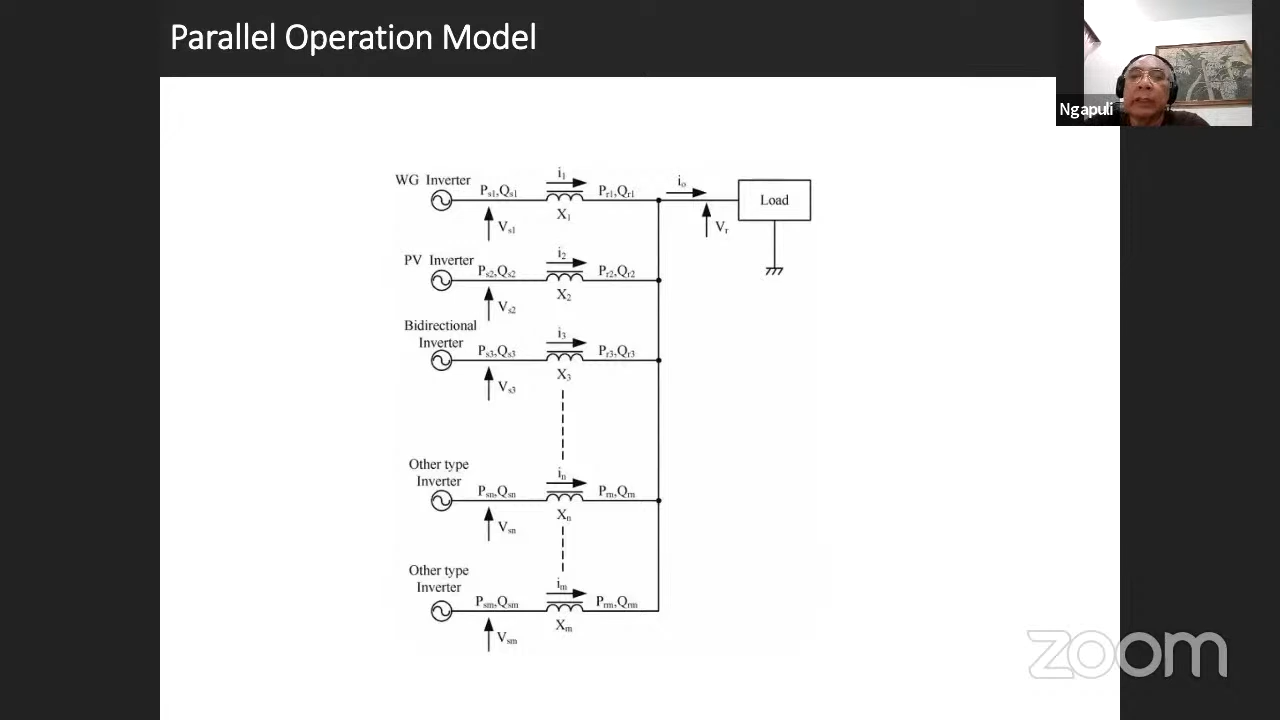 Parallel Operation Model
Ngapuli
WG Inverter
Ps1,Qs1
i1
Pr1,Qr1
io
Load
X1
Vs1
Vr
PV Inverter
Ps2,Qs2
i2
Pr2,Qr2
X2
Vs2
Bidirectional
Inverter
Ps3,Qs3
i3
Pr3,Qr3
X3
Vs3
Other type
Inverter
Psn,Qsn
in
Prn,Qrn
Xn
Vsn
Other type
Inverter
Psm,Qsm
im
Prm,Qrm
Xm
Vsm
zoom